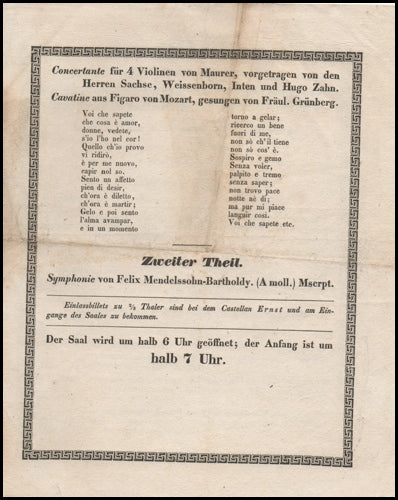 Concertante für 4 Violinen von Maurer, vorgetragen von den
Herren Sachse, Weissenborn, Inten und Hugo Zahn.
Cavatine aus Figaro von Mozart, gesungen von Fräul. Grünberg.
Voi che sapete
che cosa è amor,
donne, vedete,
s'io l'ho nel cor!
Quello ch'io provo
vi ridirò,
è per me nuovo,
capir nol so.
Sento un affetto
pien di desir,
ch'ora è diletto,
ch'ora è martir;
Gelo e poi sento
l'alma avampar,
e in un momento
torno a gelar;
ricerco un bene
fuori di me,
non sò ch'il tiene
non sò cos' è.
Sospiro e gemo
Senza voler,
palpito e tremo
senza saper;
non trovo pace
notte nè di;
ma pur mi piace
languir così.
Voi che sapete etc.
Zweiter Theil.
Symphonie von Felix Mendelssohn-Bartholdy. (A moll.) Mscrpt.
Einlassbillets zu ⅔ Thaler sind bei dem Castellan Ernst und am Ein-
gange des Saales zu bekommen.
Der Saal wird um halb 6 Uhr geöffnet; der Anfang ist um
halb 7 Uhr.